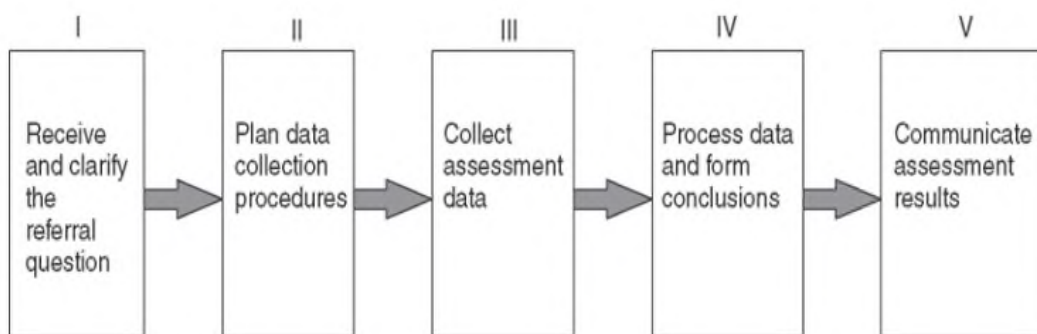 I
II
III
IV
V
Receive
and clarify
the
referral
question
Plan data
collection
procedures
Collect
assessment
data
Process data
and form
conclusions
Communicate
assessment
results